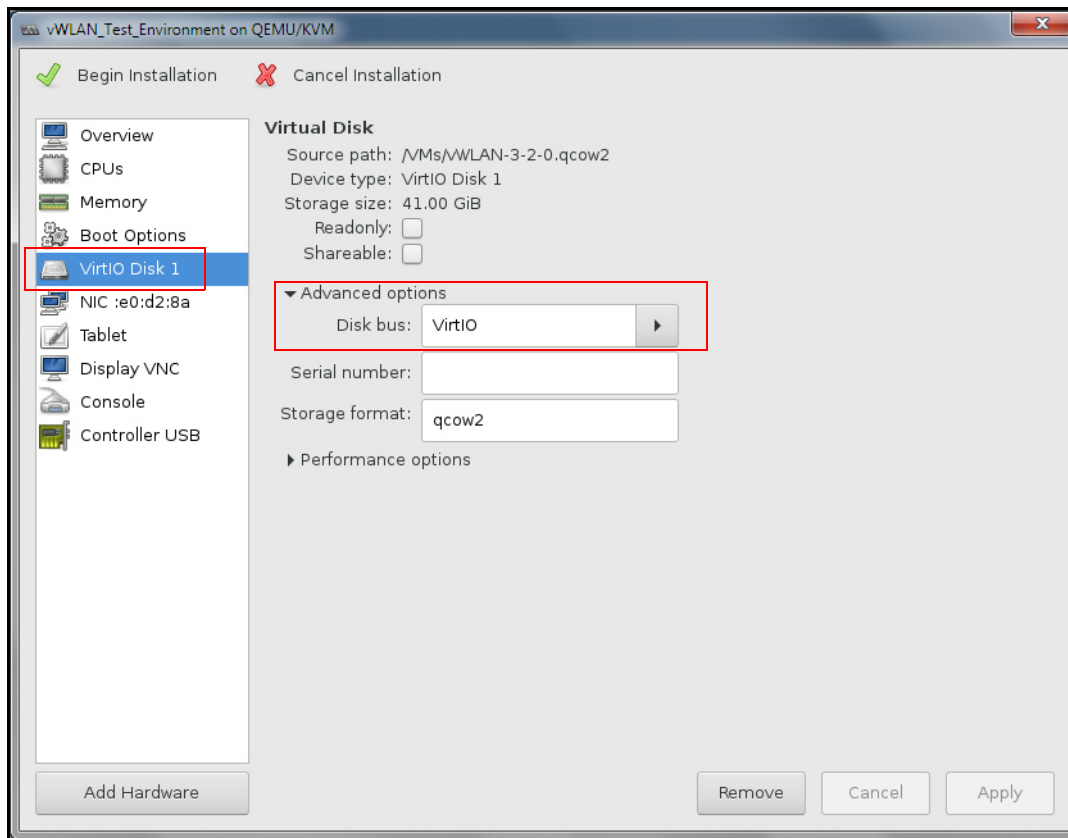 vWLAN_Test_Environment on QEMU/KVM
Begin Installation Cancel Installation
Overview
CPUs
Memory
Boot Options
VirtIO Disk 1
NIC :e0:d2:8a
Tablet
Display VNC
Console
Controller USB
Virtual Disk
Source path: /VMs/vWLAN-3-2-0.qcow2
Device type: VirtIO Disk 1
Storage size: 41.00 GiB
Readonly:
Shareable:
Advanced options
Disk bus: VirtIO
Serial number:
Storage format: qcow2
Performance options
Add Hardware
Remove Cancel Apply